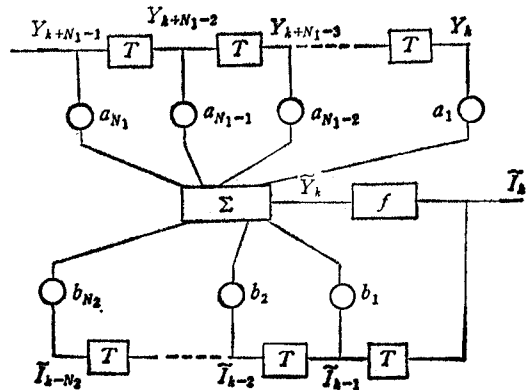 Y_{k+N_1-1} T Y_{k+N_1-2} T Y_{k+N_1-3} T Y_k
a_{N_1} a_{N_1-1} a_{N_1-2} a_1
Σ Ỹ_k f Ĩ_k
b_{N_2} b_2 b_1
Ĩ_{k-N_2} T Ĩ_{k-2} T Ĩ_{k-1} T